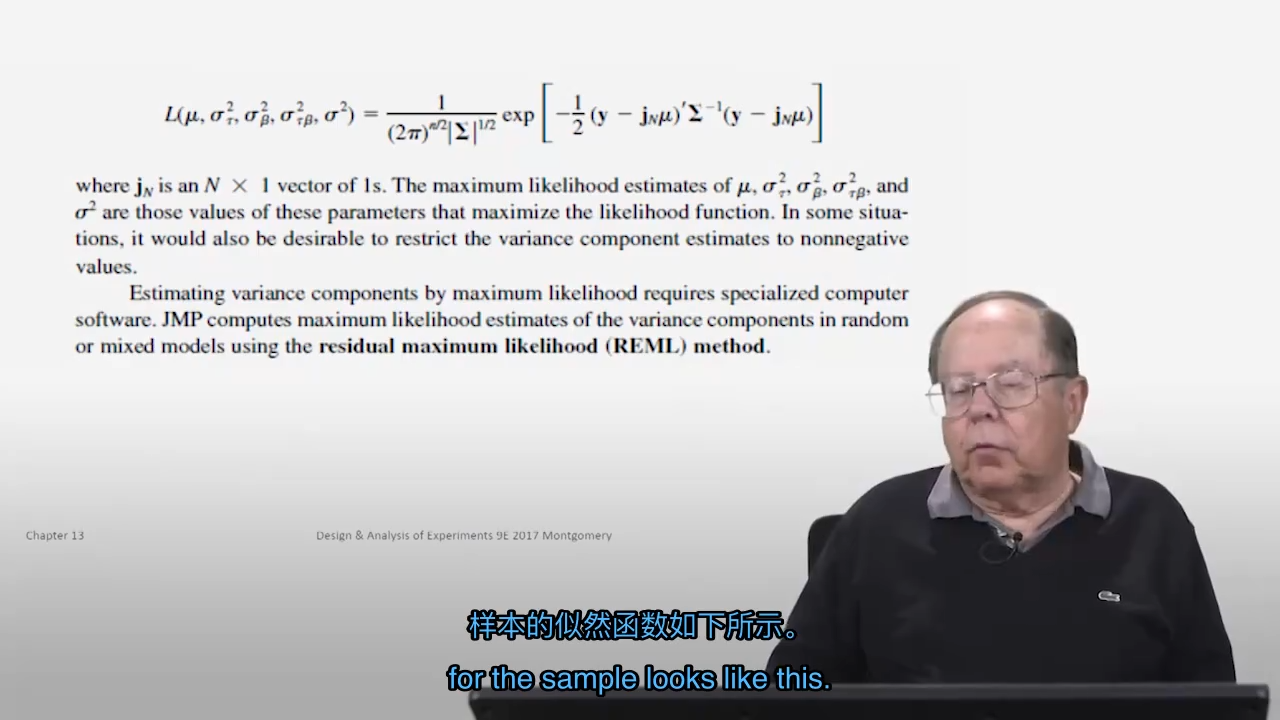 L(μ, σ²_τ, σ²_β, σ²_τβ, σ²) = 1/((2π)^{n/2}|Σ|^{1/2}) exp[−1/2 (y − j_Nμ)′Σ⁻¹(y − j_Nμ)]
where j_N is an N × 1 vector of 1s. The maximum likelihood estimates of μ, σ²_τ, σ²_β, σ²_τβ, and
σ² are those values of these parameters that maximize the likelihood function. In some situa-
tions, it would also be desirable to restrict the variance component estimates to nonnegative
values.
Estimating variance components by maximum likelihood requires specialized computer
software. JMP computes maximum likelihood estimates of the variance components in random
or mixed models using the residual maximum likelihood (REML) method.
Chapter 13
Design & Analysis of Experiments 9E 2017 Montgomery
样本的似然函数如下所示。
for the sample looks like this.